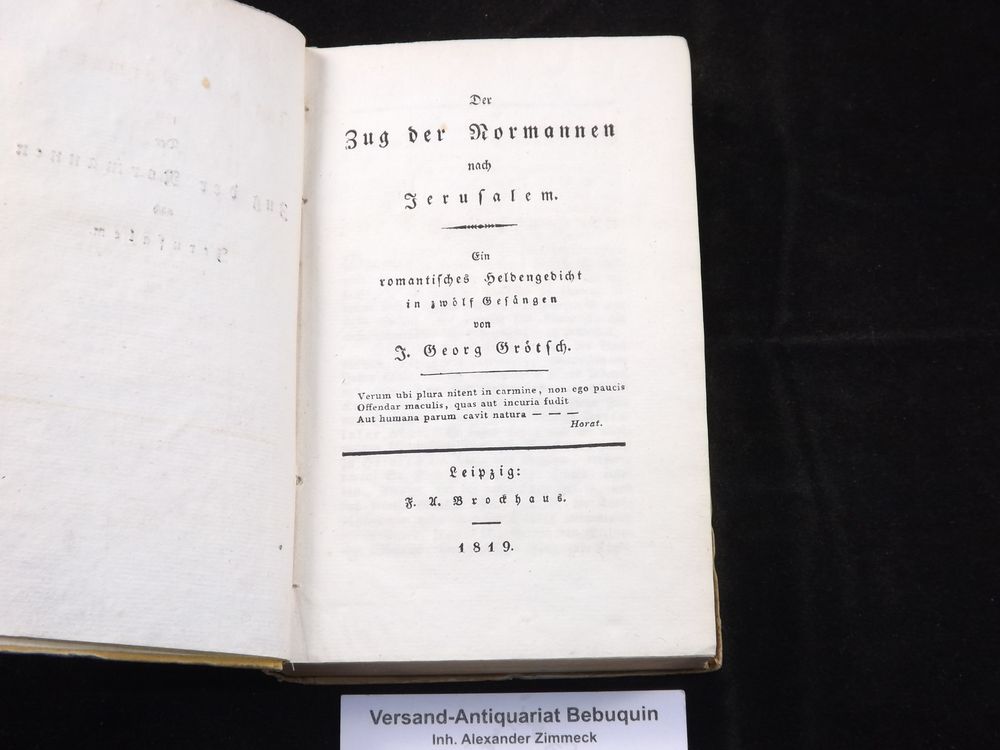 Der
Zug der Normannen
nach
Jeruſalem.
Ein
romantiſches Heldengedicht
in zwölf Geſängen
von
J. Georg Grötſch.
Verum ubi plura nitent in carmine, non ego paucis
Offendar maculis, quas aut incuria fudit
Aut humana parum cavit natura — — —
Horat.
Leipzig:
F. A. Brockhaus.
1819.
Versand-Antiquariat Bebuquin
Inh. Alexander Zimmeck